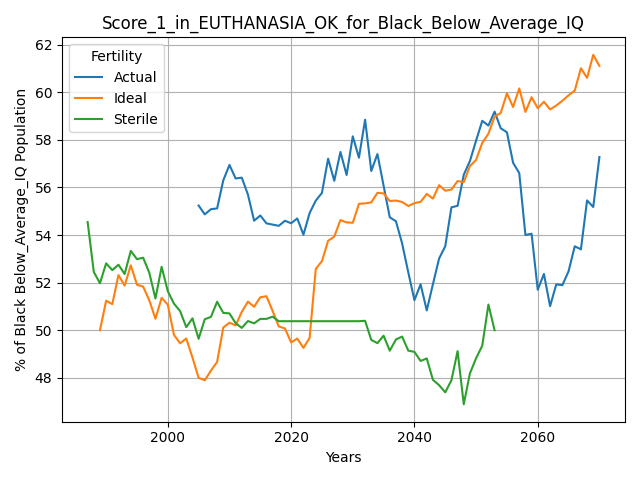 Score_1_in_EUTHANASIA_OK_for_Black_Below_Average_IQ
% of Black Below_Average_IQ Population
62
60
58
56
54
52
50
48
Fertility
Actual
Ideal
Sterile
2000
2020
2040
2060
Years